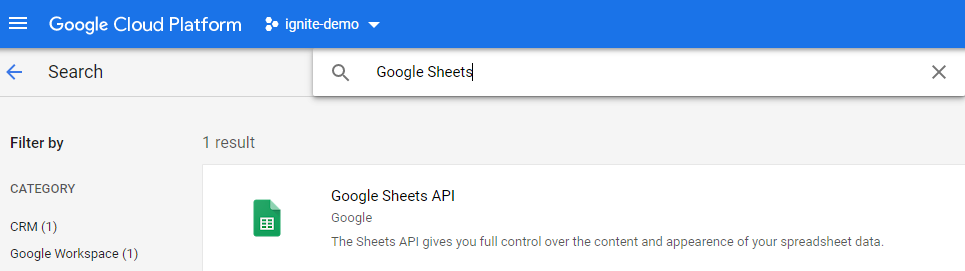 Google Cloud Platform ignite-demo
Search
Google Sheets
Filter by
1 result
CATEGORY
CRM (1)
Google Workspace (1)
Google Sheets API
Google
The Sheets API gives you full control over the content and appearence of your spreadsheet data.